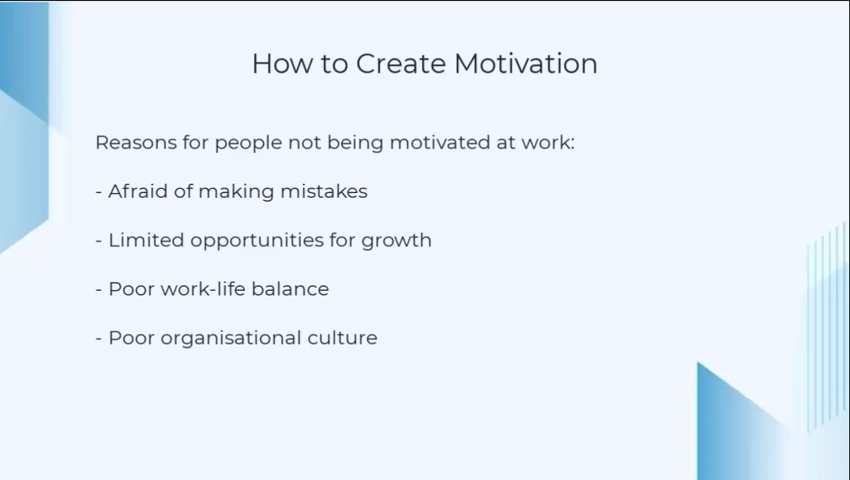 How to Create Motivation
Reasons for people not being motivated at work:
- Afraid of making mistakes
- Limited opportunities for growth
- Poor work-life balance
- Poor organisational culture